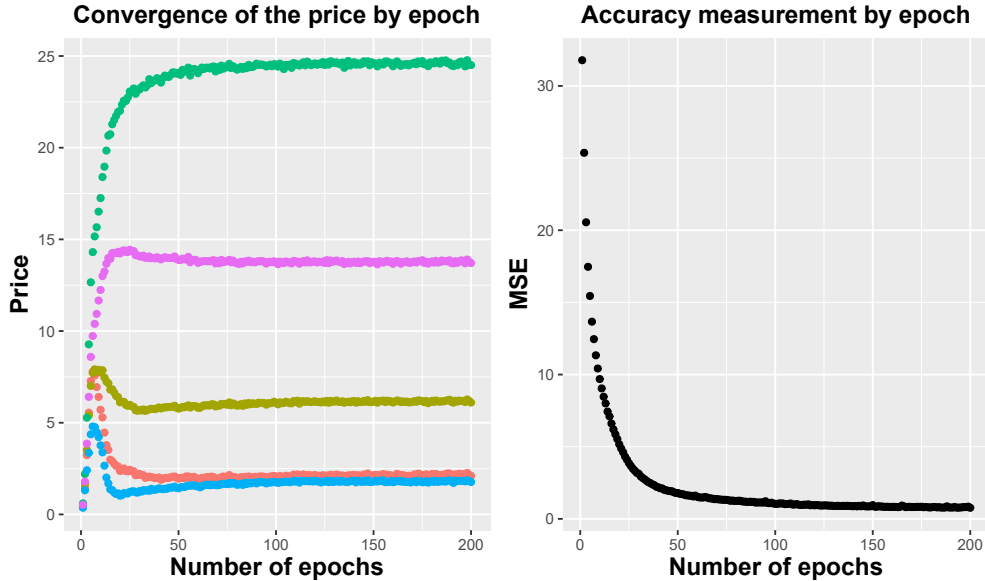 Convergence of the price by epoch
Price
25
20
15
10
5
0
0 50 100 150 200
Number of epochs
Accuracy measurement by epoch
MSE
30
20
10
0
0 50 100 150 200
Number of epochs